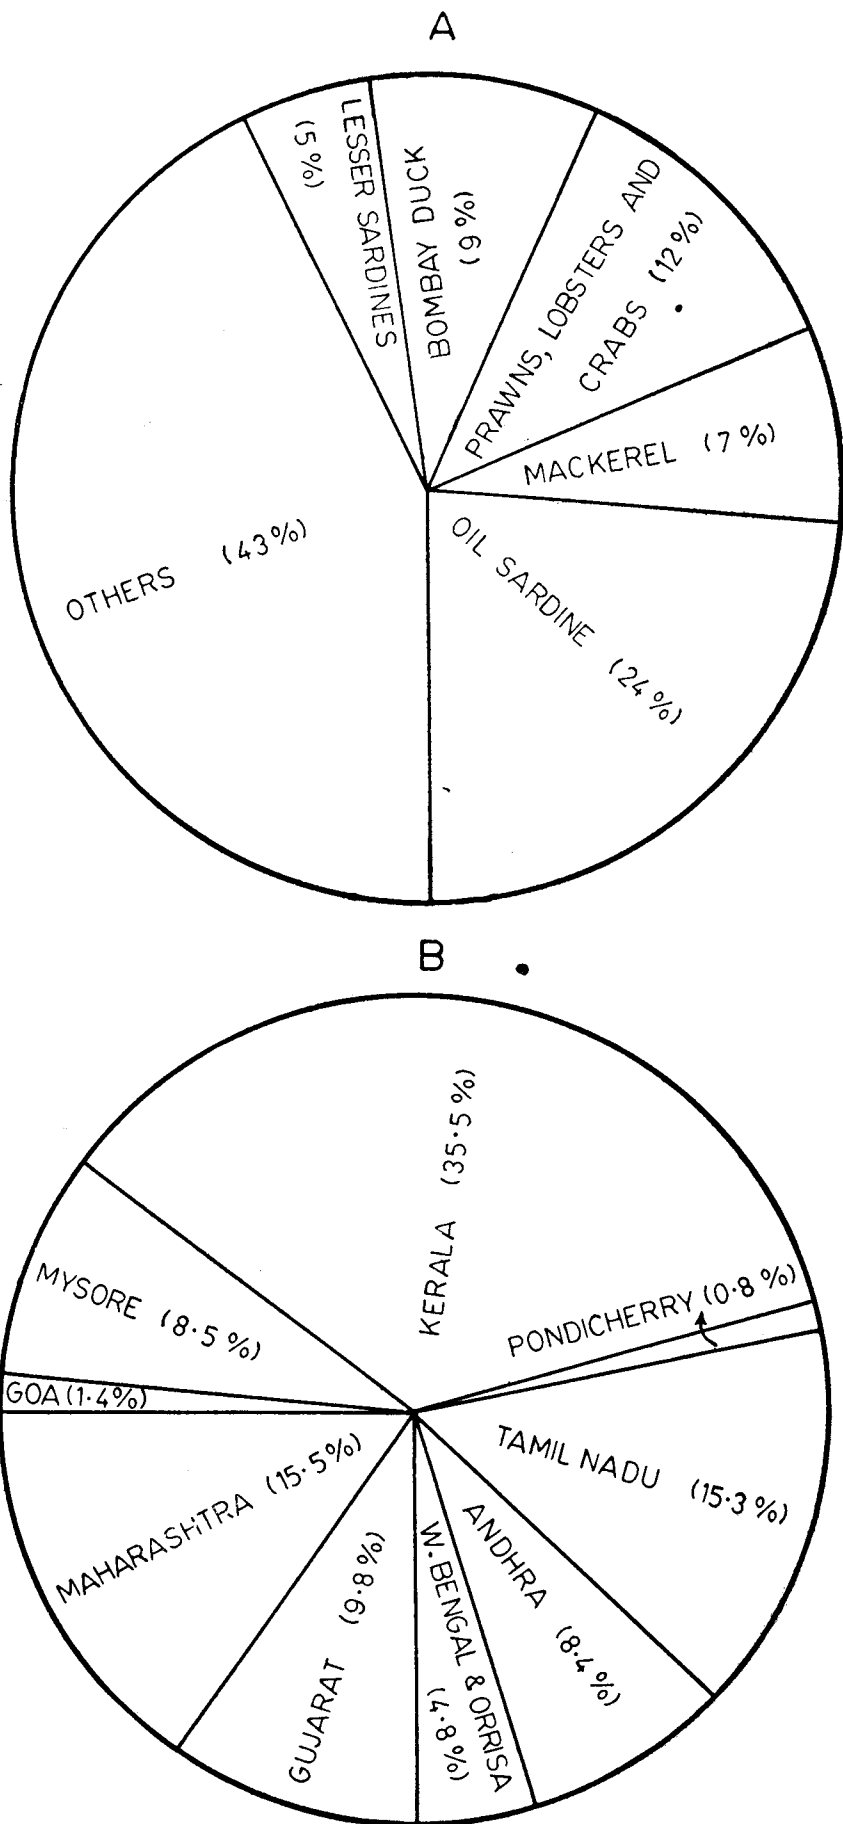 A
LESSER SARDINES
(5%)
BOMBAY DUCK
(9%)
PRAWNS, LOBSTERS AND
CRABS (12%)
MACKEREL (7%)
OIL SARDINE (24%)
OTHERS (43%)
B
KERALA (35·5%)
PONDICHERRY (0·8%)
MYSORE (8·5%)
GOA (1·4%)
TAMIL NADU (15·3%)
MAHARASHTRA (15·5%)
ANDHRA (8·4%)
W. BENGAL & ORRISA
(4·8%)
GUJARAT (9·8%)